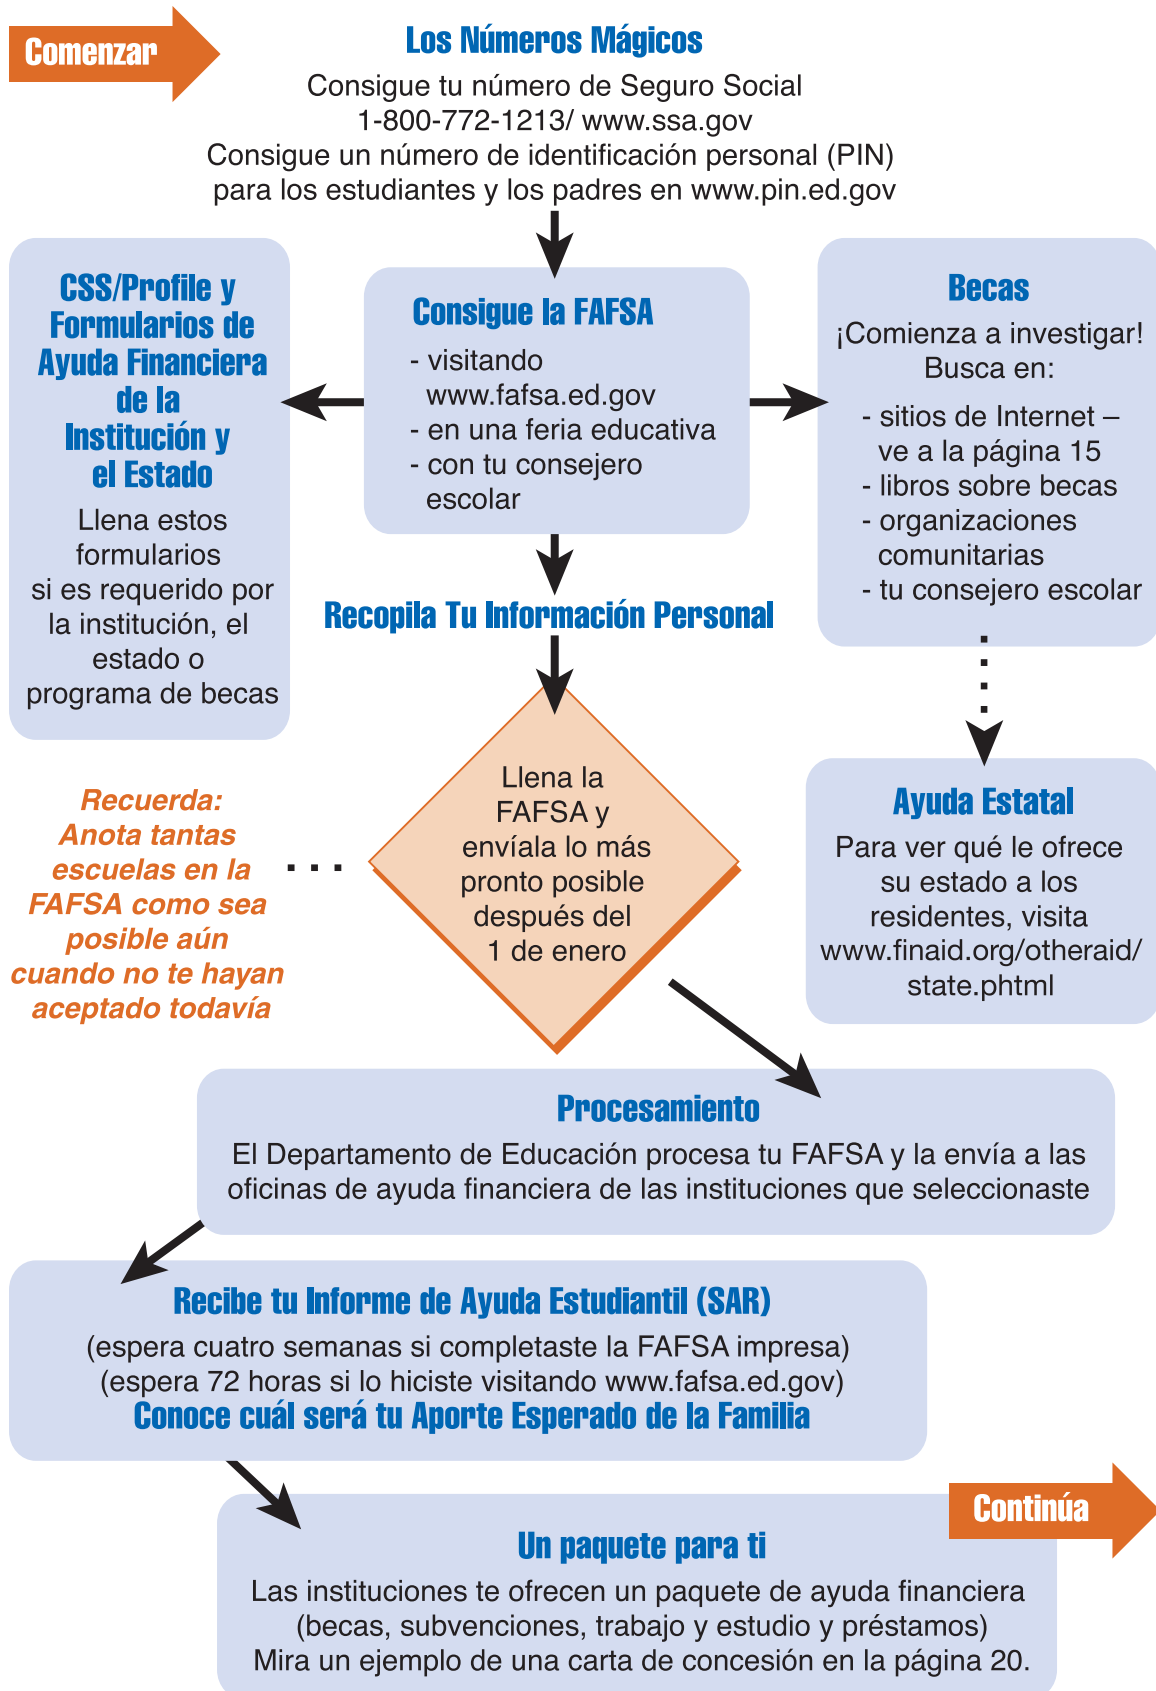 Comenzar
Los Números Mágicos
Consigue tu número de Seguro Social
1-800-772-1213/ www.ssa.gov
Consigue un número de identificación personal (PIN)
para los estudiantes y los padres en www.pin.ed.gov
CSS/Profile y
Formularios de
Ayuda Financiera
de la
Institución y
el Estado
Llena estos
formularios
si es requerido por
la institución, el
estado o
programa de becas
Consigue la FAFSA
- visitando
www.fafsa.ed.gov
- en una feria educativa
- con tu consejero
escolar
Becas
¡Comienza a investigar!
Busca en:
- sitios de Internet –
ve a la página 15
- libros sobre becas
- organizaciones
comunitarias
- tu consejero escolar
Recopila Tu Información Personal
Recuerda:
Anota tantas
escuelas en la
FAFSA como sea
posible aún
cuando no te hayan
aceptado todavía
Llena la
FAFSA y
envíala lo más
pronto posible
después del
1 de enero
Ayuda Estatal
Para ver qué le ofrece
su estado a los
residentes, visita
www.finaid.org/otheraid/
state.phtml
Procesamiento
El Departamento de Educación procesa tu FAFSA y la envía a las
oficinas de ayuda financiera de las instituciones que seleccionaste
Recibe tu Informe de Ayuda Estudiantil (SAR)
(espera cuatro semanas si completaste la FAFSA impresa)
(espera 72 horas si lo hiciste visitando www.fafsa.ed.gov)
Conoce cuál será tu Aporte Esperado de la Familia
Continúa
Un paquete para ti
Las instituciones te ofrecen un paquete de ayuda financiera
(becas, subvenciones, trabajo y estudio y préstamos)
Mira un ejemplo de una carta de concesión en la página 20.